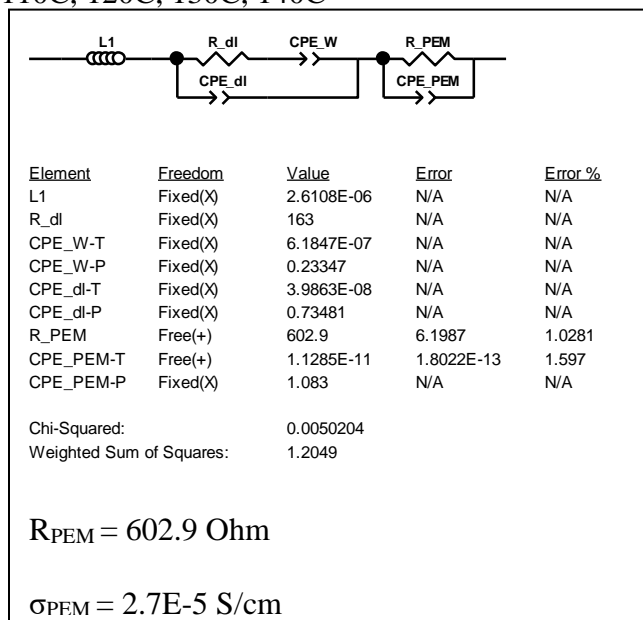 110C, 120C, 130C, 140C
L1 R_dl CPE_W R_PEM
CPE_dl CPE_PEM
Element Freedom Value Error Error %
L1 Fixed(X) 2.6108E-06 N/A N/A
R_dl Fixed(X) 163 N/A N/A
CPE_W-T Fixed(X) 6.1847E-07 N/A N/A
CPE_W-P Fixed(X) 0.23347 N/A N/A
CPE_dl-T Fixed(X) 3.9863E-08 N/A N/A
CPE_dl-P Fixed(X) 0.73481 N/A N/A
R_PEM Free(+) 602.9 6.1987 1.0281
CPE_PEM-T Free(+) 1.1285E-11 1.8022E-13 1.597
CPE_PEM-P Fixed(X) 1.083 N/A N/A
Chi-Squared: 0.0050204
Weighted Sum of Squares: 1.2049
RPEM = 602.9 Ohm
σPEM = 2.7E-5 S/cm